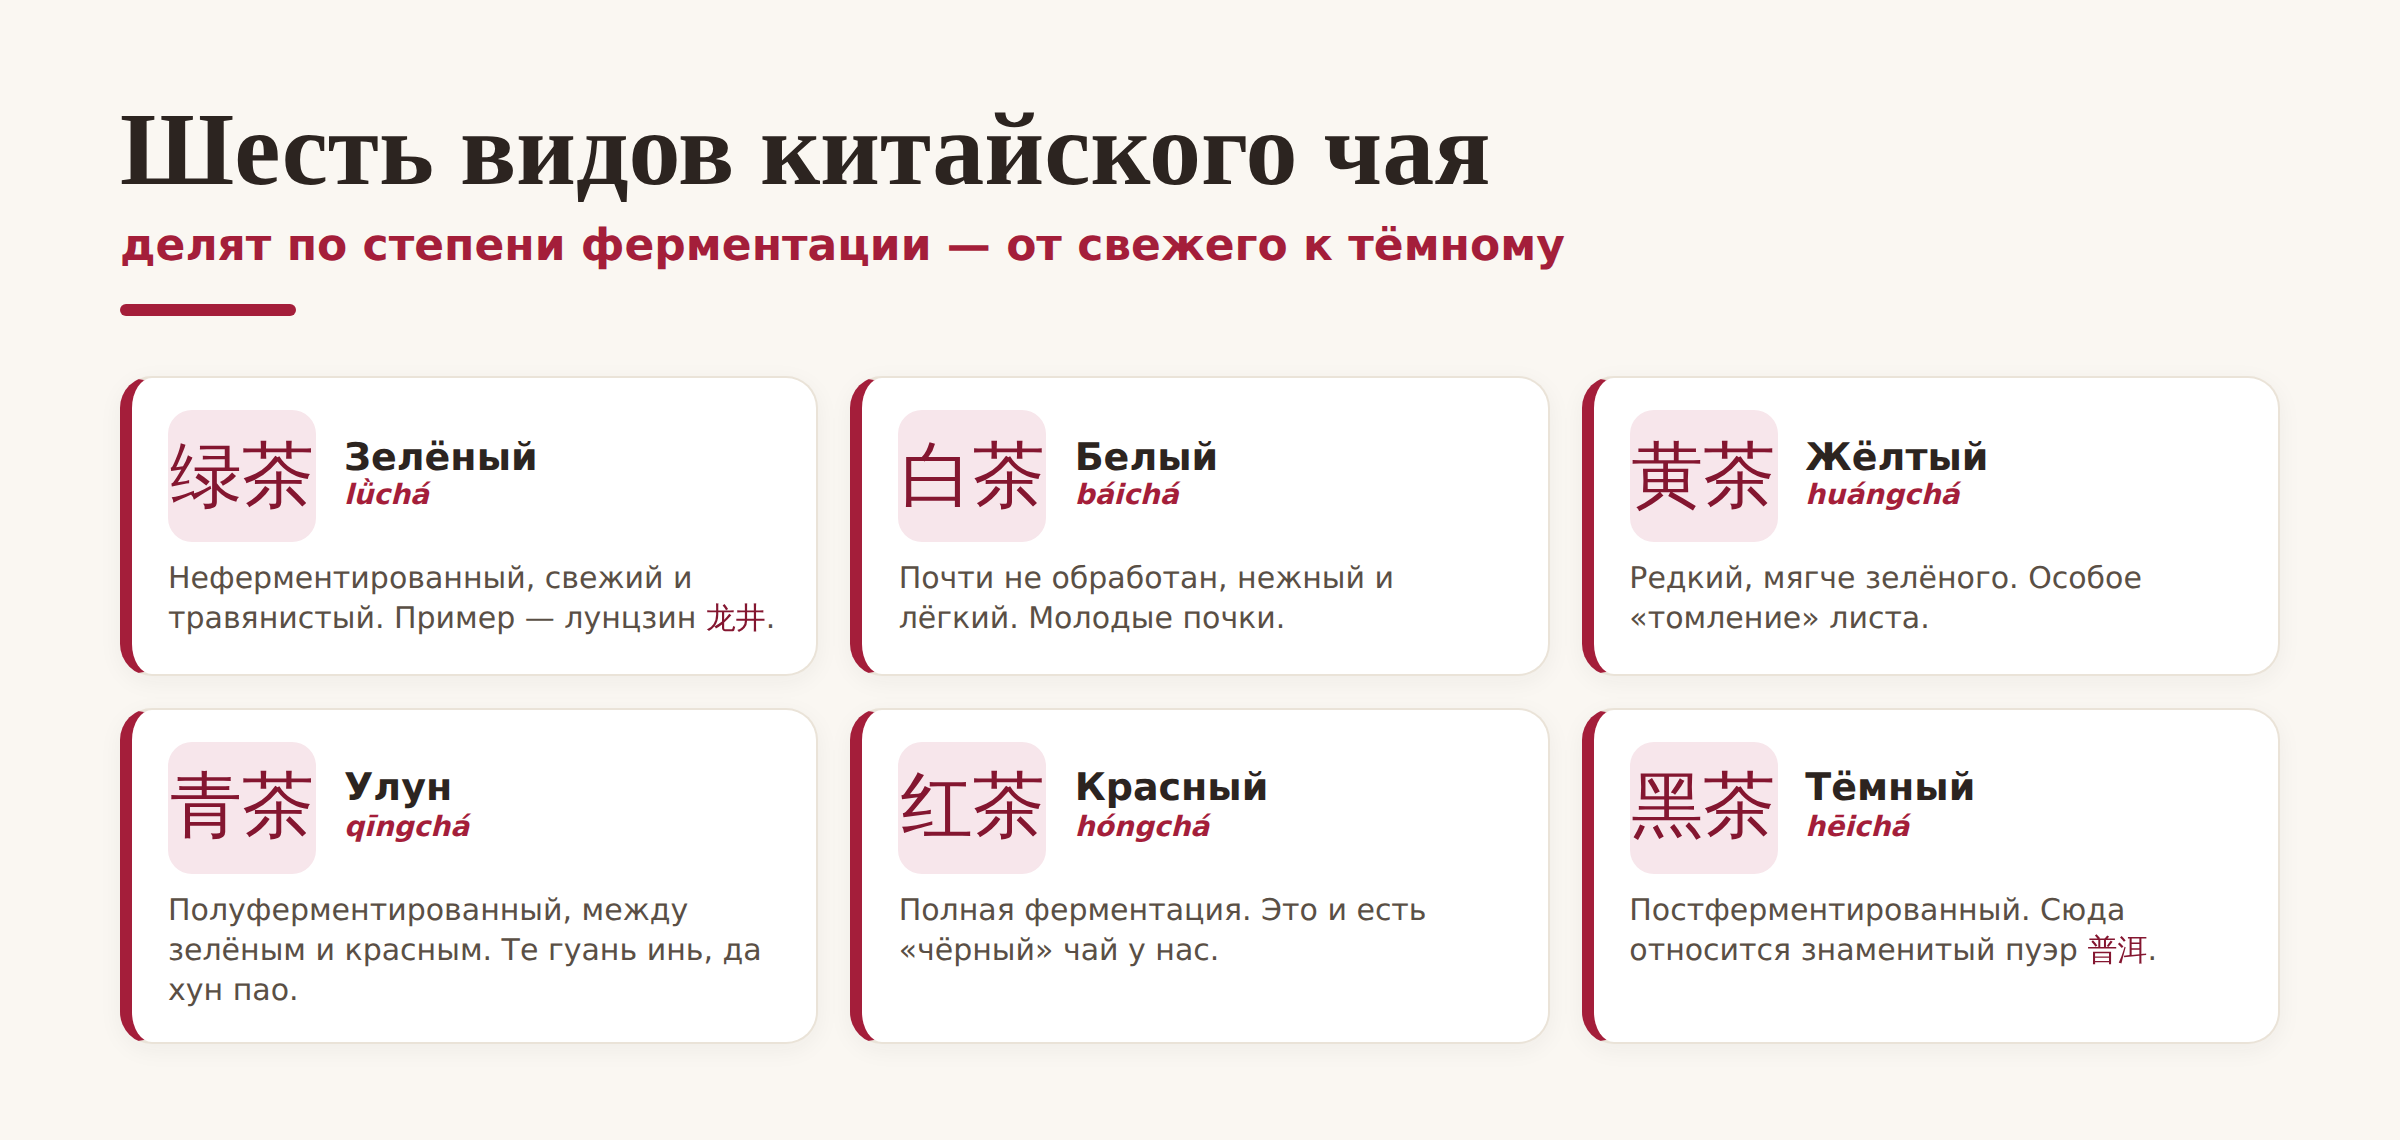 Шесть видов китайского чая
делят по степени ферментации — от свежего к тёмному
绿茶
Зелёный
lǜchá
Неферментированный, свежий и
травянистый. Пример — лунцзин 龙井.
白茶
Белый
báichá
Почти не обработан, нежный и
лёгкий. Молодые почки.
黄茶
Жёлтый
huángchá
Редкий, мягче зелёного. Особое
«томление» листа.
青茶
Улун
qīngchá
Полуферментированный, между
зелёным и красным. Те гуань инь, да
хун пао.
红茶
Красный
hóngchá
Полная ферментация. Это и есть
«чёрный» чай у нас.
黑茶
Тёмный
hēichá
Постферментированный. Сюда
относится знаменитый пуэр 普洱.